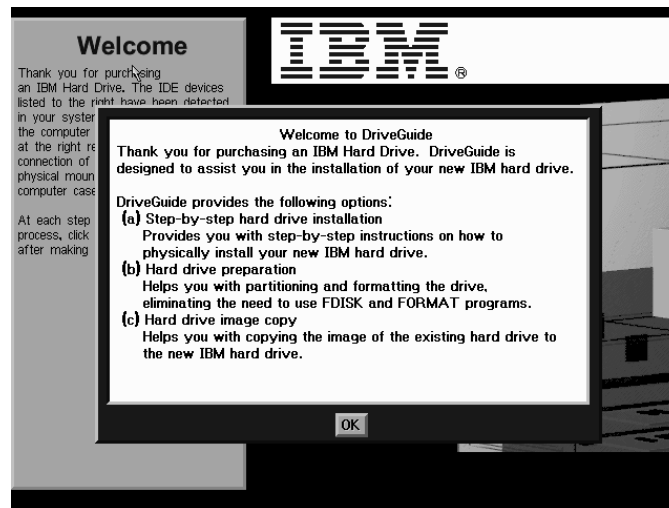 Welcome
Thank you for purchasing
an IBM Hard Drive. The IDE devices
listed to the right have been detected
in your
the computer
at the right
connection of
physical
computer case
At each step
process, click
after making
IBM®
Welcome to DriveGuide
Thank you for purchasing an IBM Hard Drive. DriveGuide is
designed to assist you in the installation of your new IBM hard drive.
DriveGuide provides the following options:
(a) Step-by-step hard drive installation
Provides you with step-by-step instructions on how to
physically install your new IBM hard drive.
(b) Hard drive preparation
Helps you with partitioning and formatting the drive,
eliminating the need to use FDISK and FORMAT programs.
(c) Hard drive image copy
Helps you with copying the image of the existing hard drive to
the new IBM hard drive.
OK